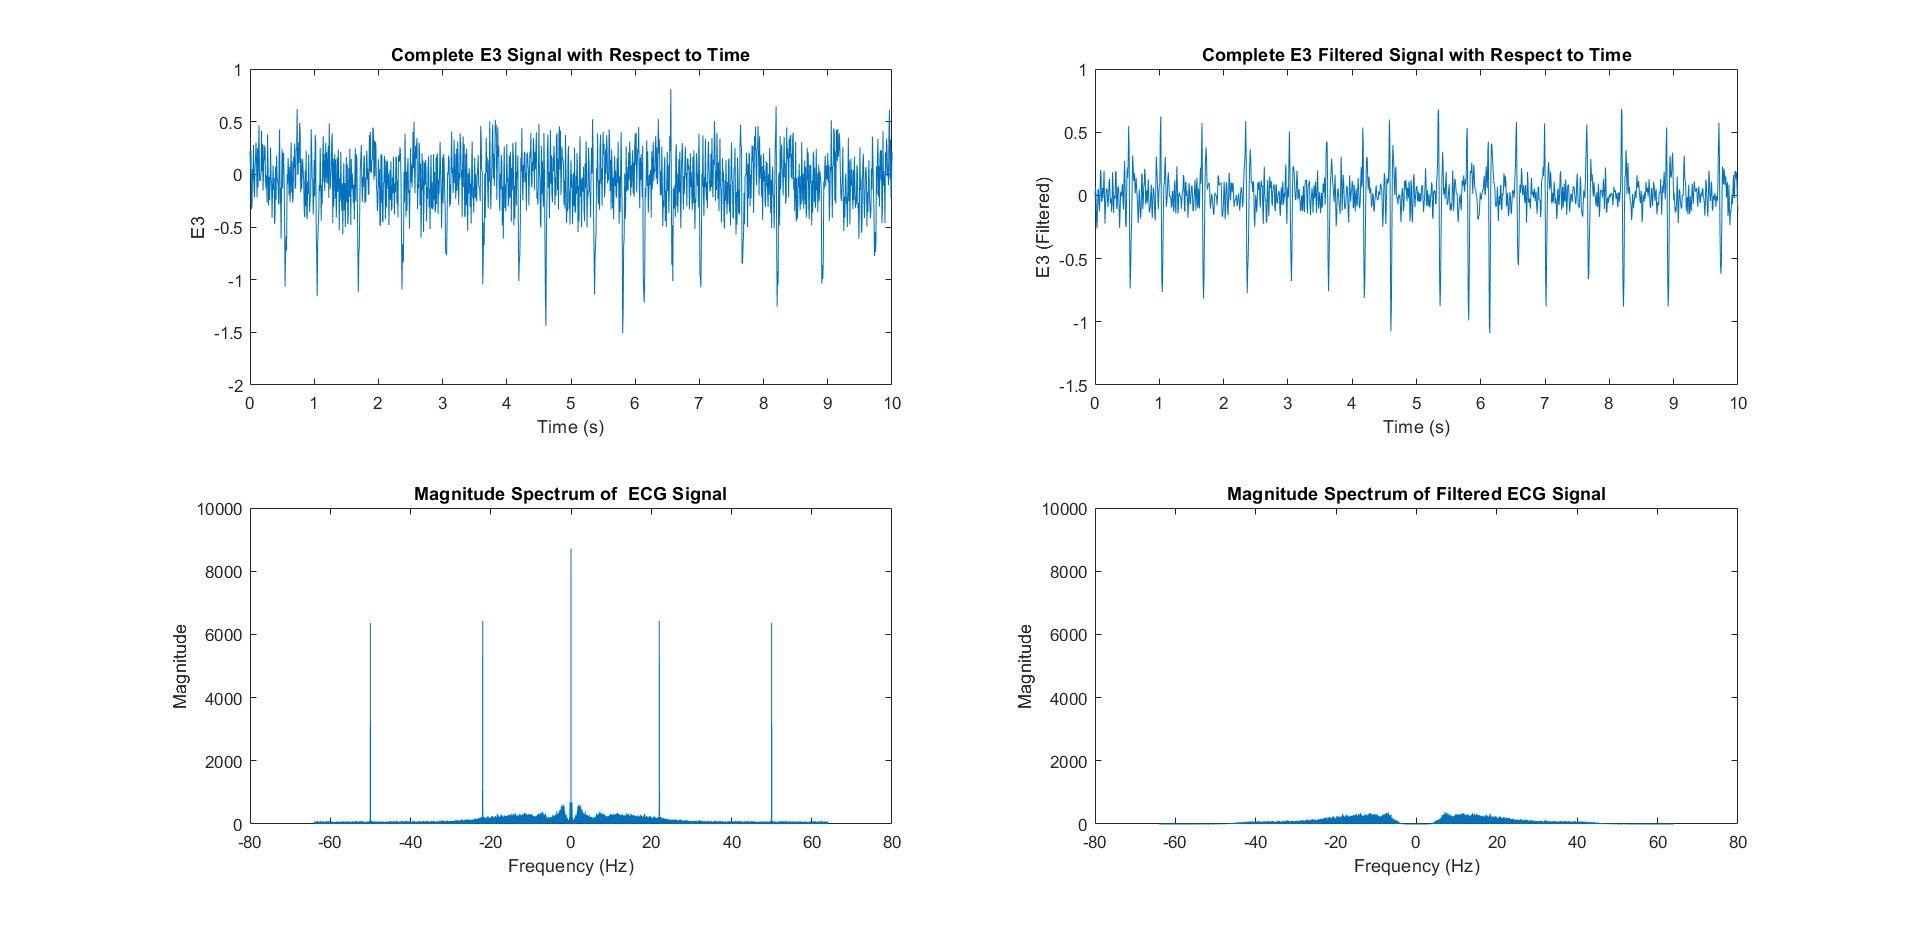 Complete E3 Signal with Respect to Time
1
0.5
0
-0.5
-1
-1.5
-2
E3
0 1 2 3 4 5 6 7 8 9 10
Time (s)
Complete E3 Filtered Signal with Respect to Time
1
0.5
0
-0.5
-1
-1.5
E3 (Filtered)
0 1 2 3 4 5 6 7 8 9 10
Time (s)
Magnitude Spectrum of  ECG Signal
10000
8000
6000
4000
2000
0
Magnitude
-80 -60 -40 -20 0 20 40 60 80
Frequency (Hz)
Magnitude Spectrum of Filtered ECG Signal
10000
8000
6000
4000
2000
0
Magnitude
-80 -60 -40 -20 0 20 40 60 80
Frequency (Hz)